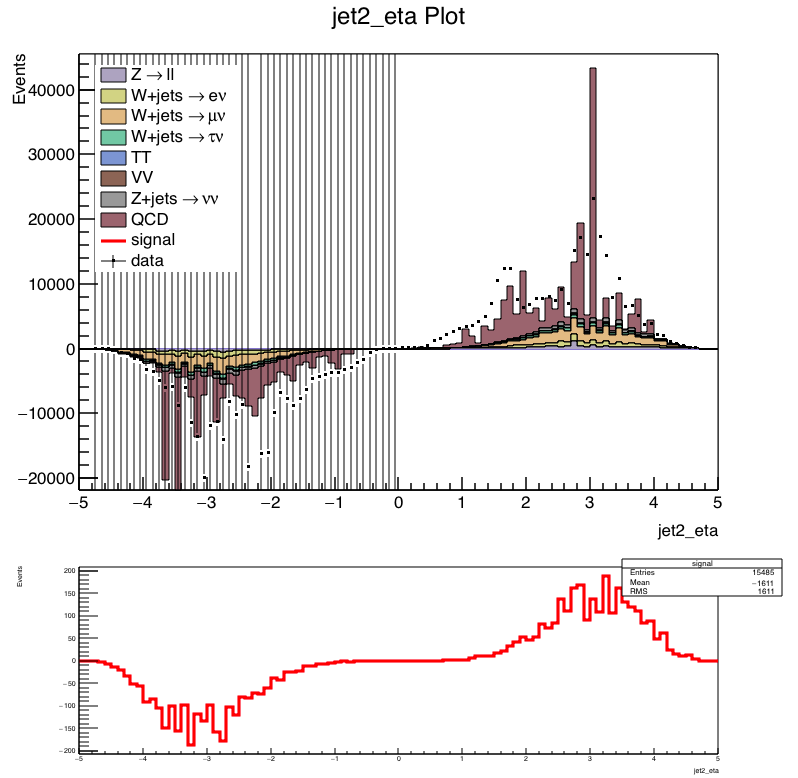 jet2_eta Plot
Events
Z → ll
W+jets → eν
W+jets → μν
W+jets → τν
TT
VV
Z+jets → νν
QCD
signal
data
40000
30000
20000
10000
0
−10000
−20000
−5 −4 −3 −2 −1 0 1 2 3 4 5
jet2_eta
Events
signal
Entries 15485
Mean −1611
RMS 1611
200
150
100
50
0
−50
−100
−150
−200
−5 −4 −3 −2 −1 0 1 2 3 4 5
jet2_eta